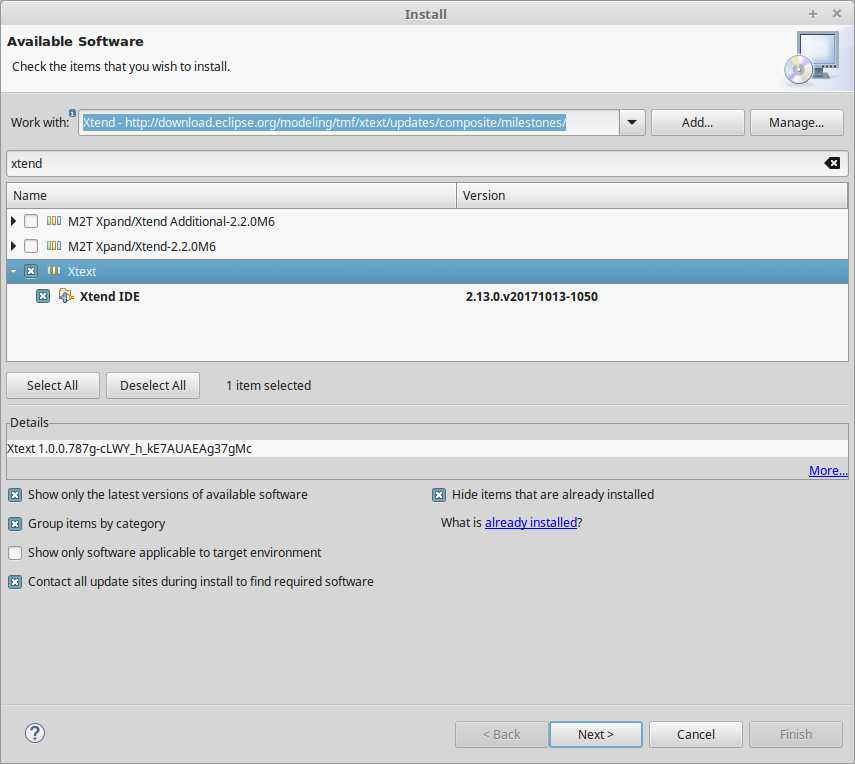 Install
Available Software
Check the items that you wish to install.
Work with: Xtend - http://download.eclipse.org/modeling/tmf/xtext/updates/composite/milestones/ Add... Manage...
xtend
Name Version
M2T Xpand/Xtend Additional-2.2.0M6
M2T Xpand/Xtend-2.2.0M6
Xtext
Xtend IDE 2.13.0.v20171013-1050
Select All Deselect All 1 item selected
Details
Xtext 1.0.0.787g-cLWY_h_kE7AUAEAg37gMc
More...
Show only the latest versions of available software Hide items that are already installed
Group items by category What is already installed?
Show only software applicable to target environment
Contact all update sites during install to find required software
? < Back Next > Cancel Finish